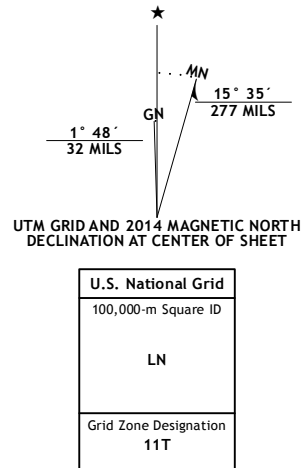 ★
MN
GN
15° 35´
277 MILS
1° 48´
32 MILS
UTM GRID AND 2014 MAGNETIC NORTH
DECLINATION AT CENTER OF SHEET
U.S. National Grid
100,000-m Square ID
LN
Grid Zone Designation
11T